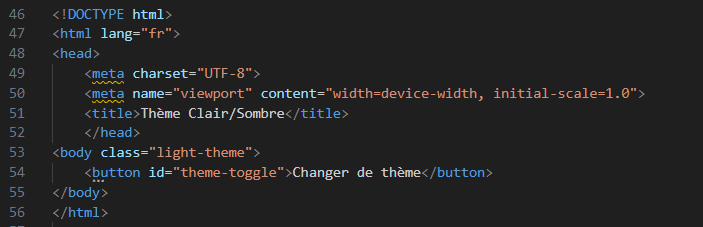 46 <!DOCTYPE html>
47 <html lang="fr">
48 <head>
49 <meta charset="UTF-8">
50 <meta name="viewport" content="width=device-width, initial-scale=1.0">
51 <title>Thème Clair/Sombre</title>
52 </head>
53 <body class="light-theme">
54 <button id="theme-toggle">Changer de thème</button>
55 </body>
56 </html>